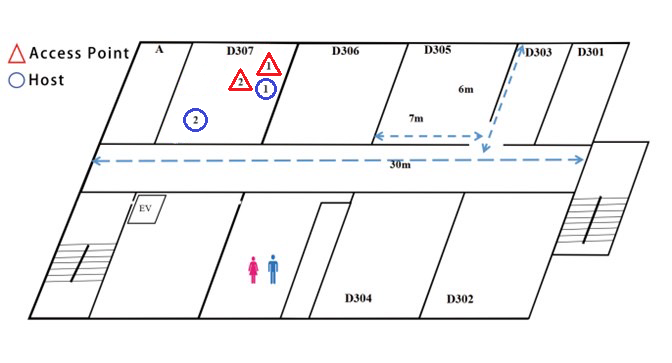 Access Point
Host
A
D307
D306
D305
D303
D301
1
2
1
2
6m
7m
30m
EV
D304
D302